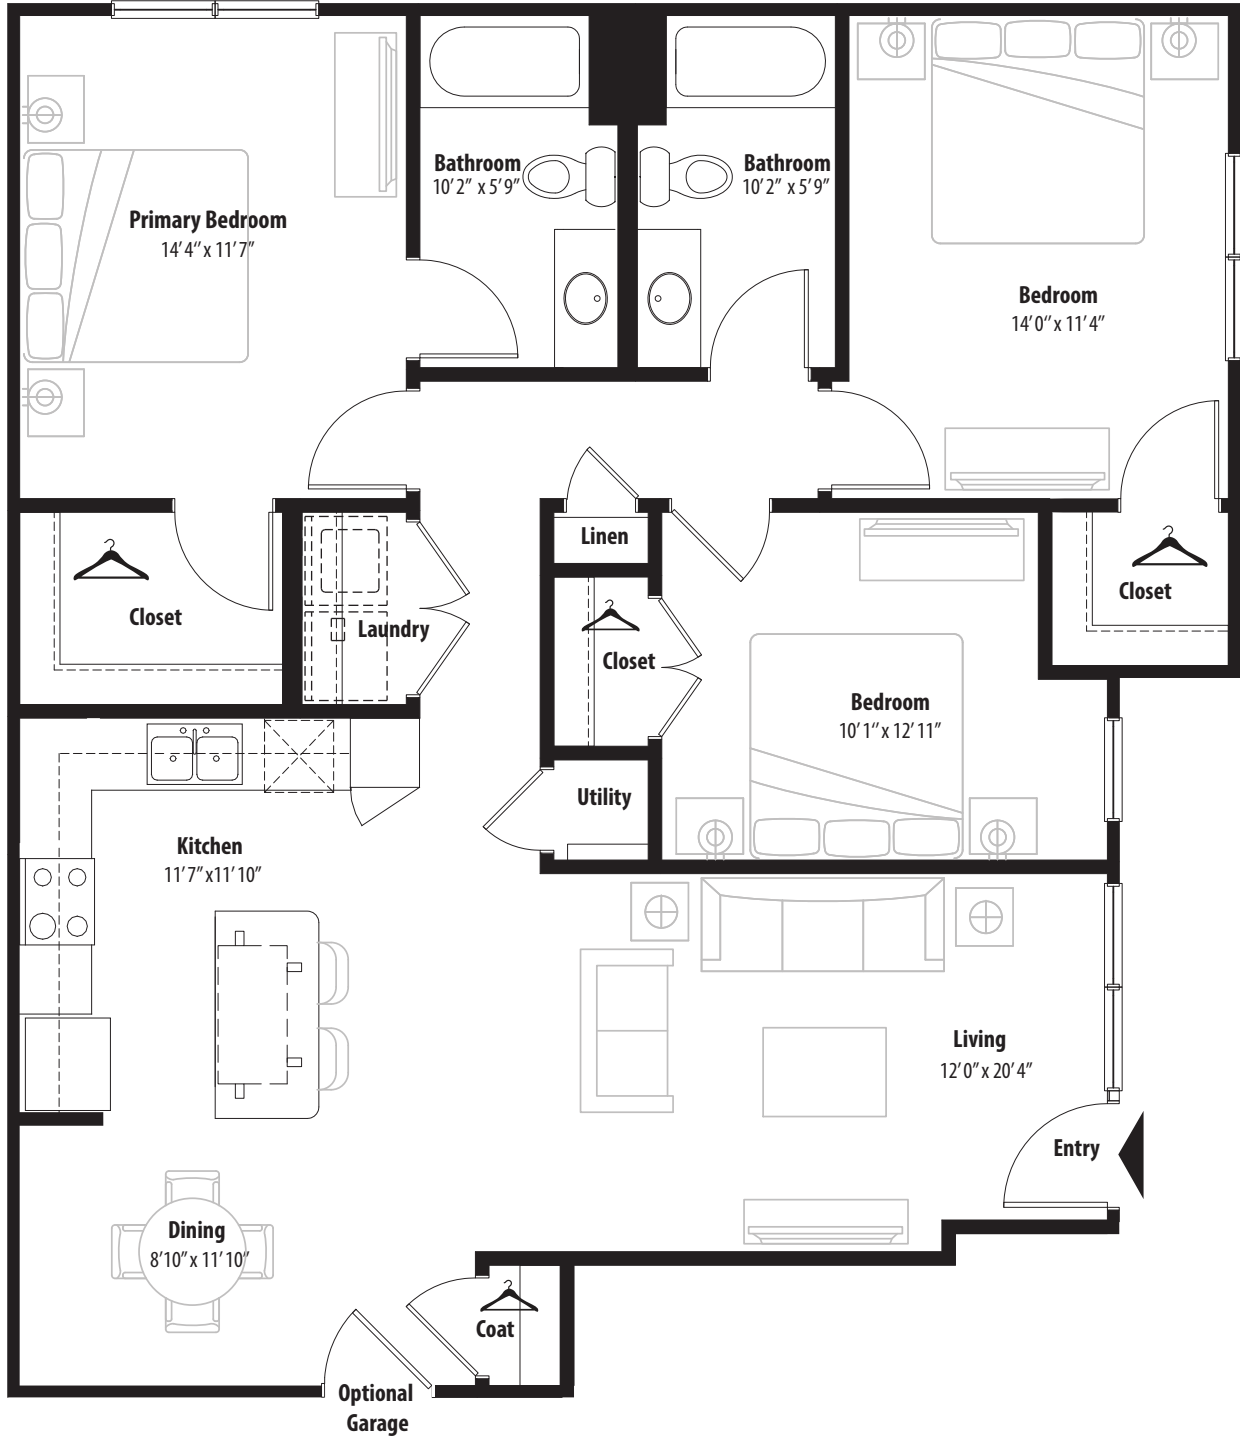 Bathroom
10'2" x 5'9"
Bathroom
10'2" x 5'9"
Primary Bedroom
14'4" x 11'7"
Bedroom
14'0" x 11'4"
Linen
Closet
Closet
Laundry
Closet
Bedroom
10'1" x 12'11"
Utility
Kitchen
11'7"x11'10"
Living
12'0" x 20'4"
Entry
Dining
8'10" x 11'10"
Coat
Optional
Garage